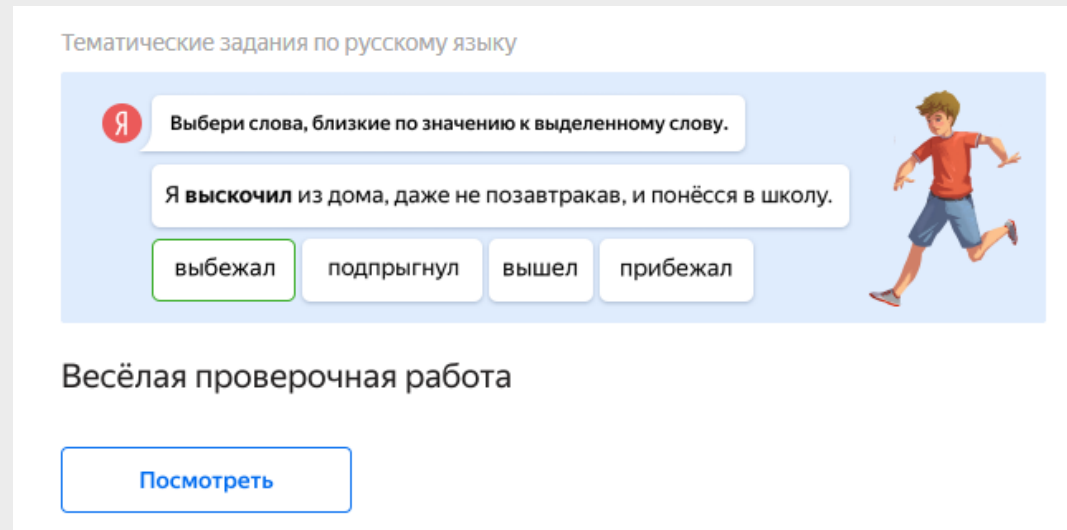 Тематические задания по русскому языку
Я
Выбери слова, близкие по значению к выделенному слову.
Я выскочил из дома, даже не позавтракав, и понёсся в школу.
выбежал подпрыгнул вышел прибежал
Весёлая проверочная работа
Посмотреть